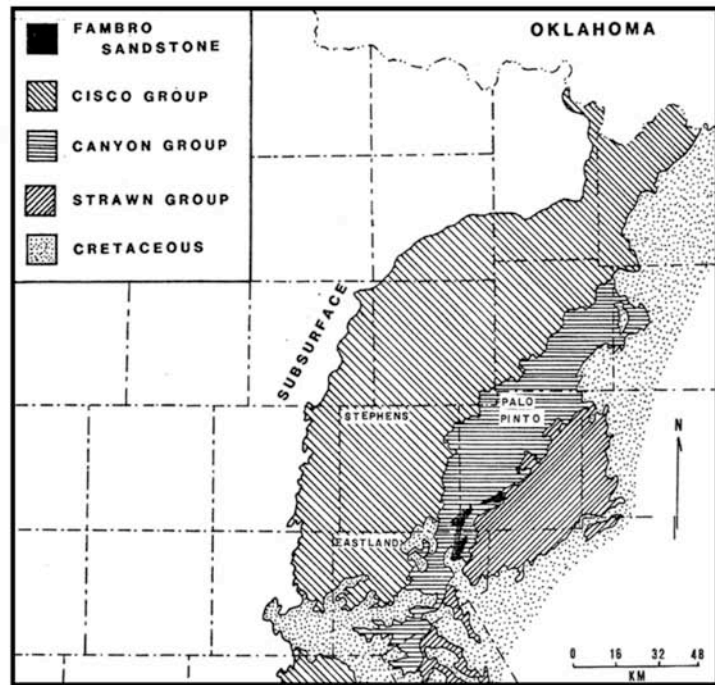 FAMBRO
SANDSTONE
CISCO GROUP
CANYON GROUP
STRAWN GROUP
CRETACEOUS
OKLAHOMA
SUBSURFACE
STEPHENS
PALO
PINTO
EASTLAND
N
0 16 32 48
KM